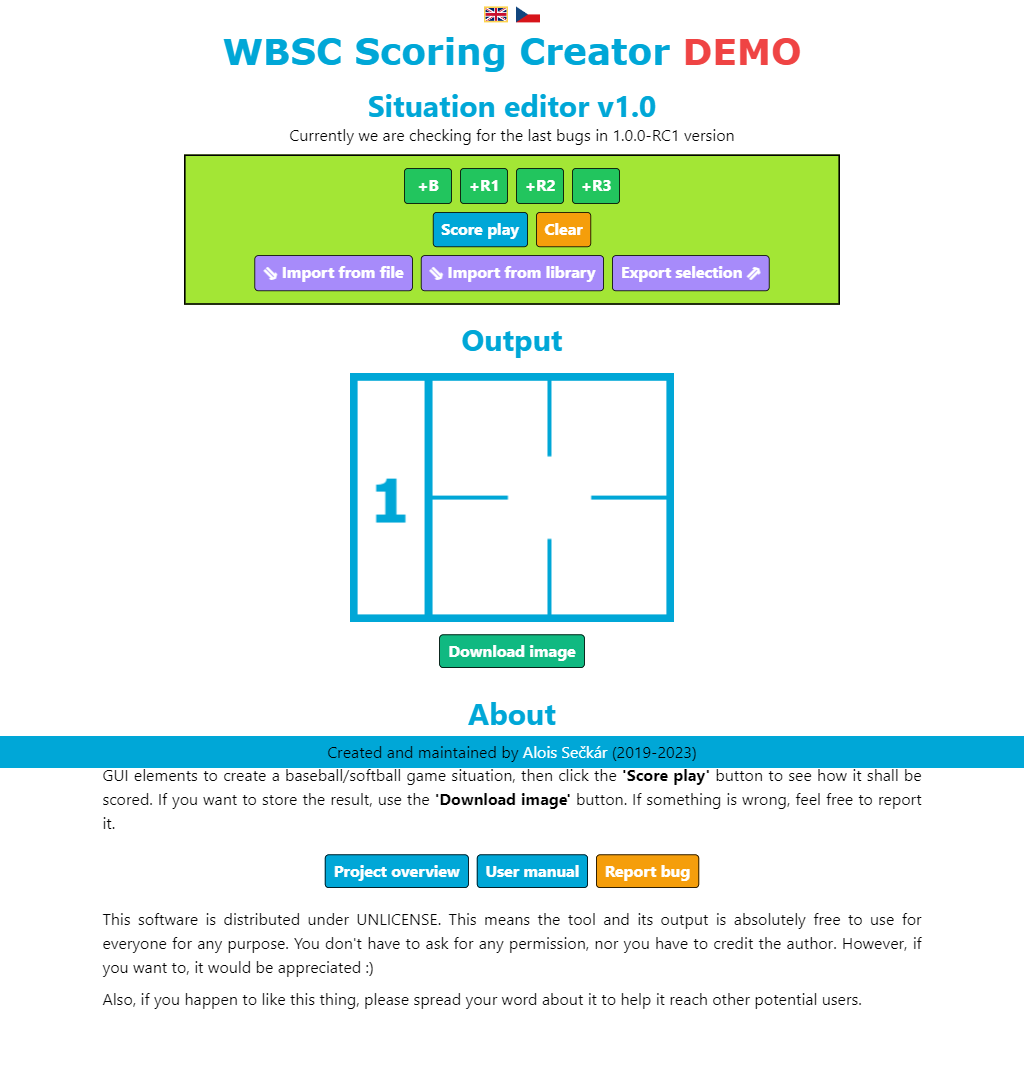 WBSC Scoring Creator DEMO
Situation editor v1.0
Currently we are checking for the last bugs in 1.0.0-RC1 version
+B +R1 +R2 +R3
Score play Clear
⇘ Import from file ⇘ Import from library Export selection ⇗
Output
1
Download image
About
Created and maintained by Alois Sečkár (2019-2023)
GUI elements to create a baseball/softball game situation, then click the 'Score play' button to see how it shall be
scored. If you want to store the result, use the 'Download image' button. If something is wrong, feel free to report
it.
Project overview User manual Report bug
This software is distributed under UNLICENSE. This means the tool and its output is absolutely free to use for
everyone for any purpose. You don't have to ask for any permission, nor you have to credit the author. However, if
you want to, it would be appreciated :)
Also, if you happen to like this thing, please spread your word about it to help it reach other potential users.